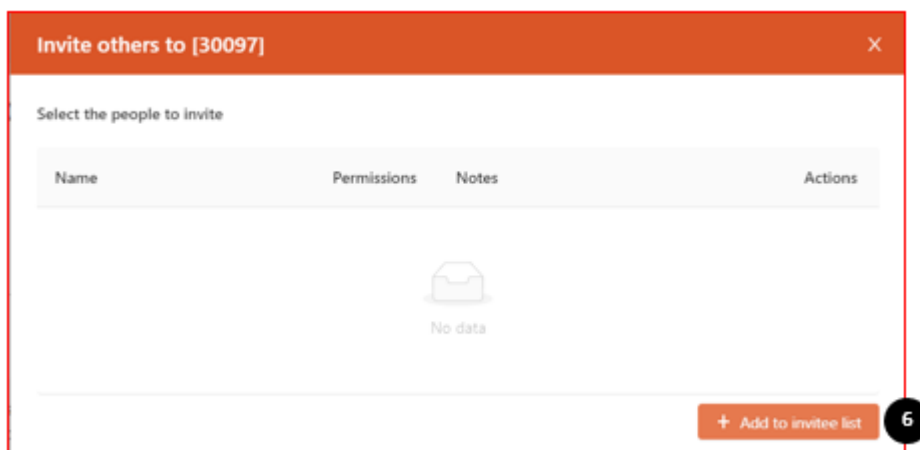 Invite others to [30097]
Select the people to invite
Name Permissions Notes Actions
No data
+ Add to invitee list 6